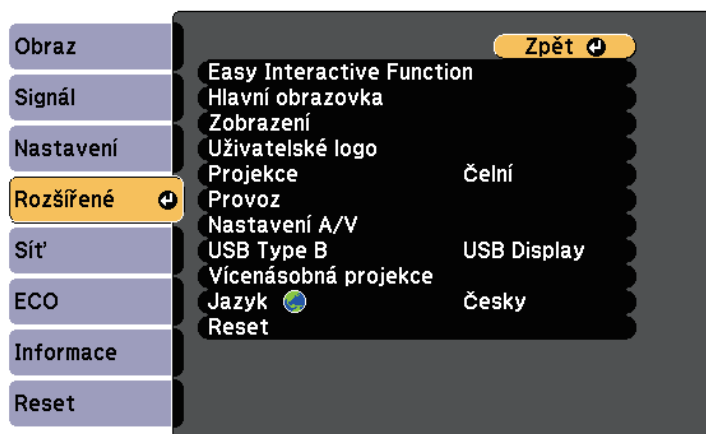 Obraz
Signál
Nastavení
Rozšířené
Síť
ECO
Informace
Reset
Zpět
Easy Interactive Function
Hlavní obrazovka
Zobrazení
Uživatelské logo
Projekce Čelní
Provoz
Nastavení A/V
USB Type B USB Display
Vícenásobná projekce
Jazyk Česky
Reset